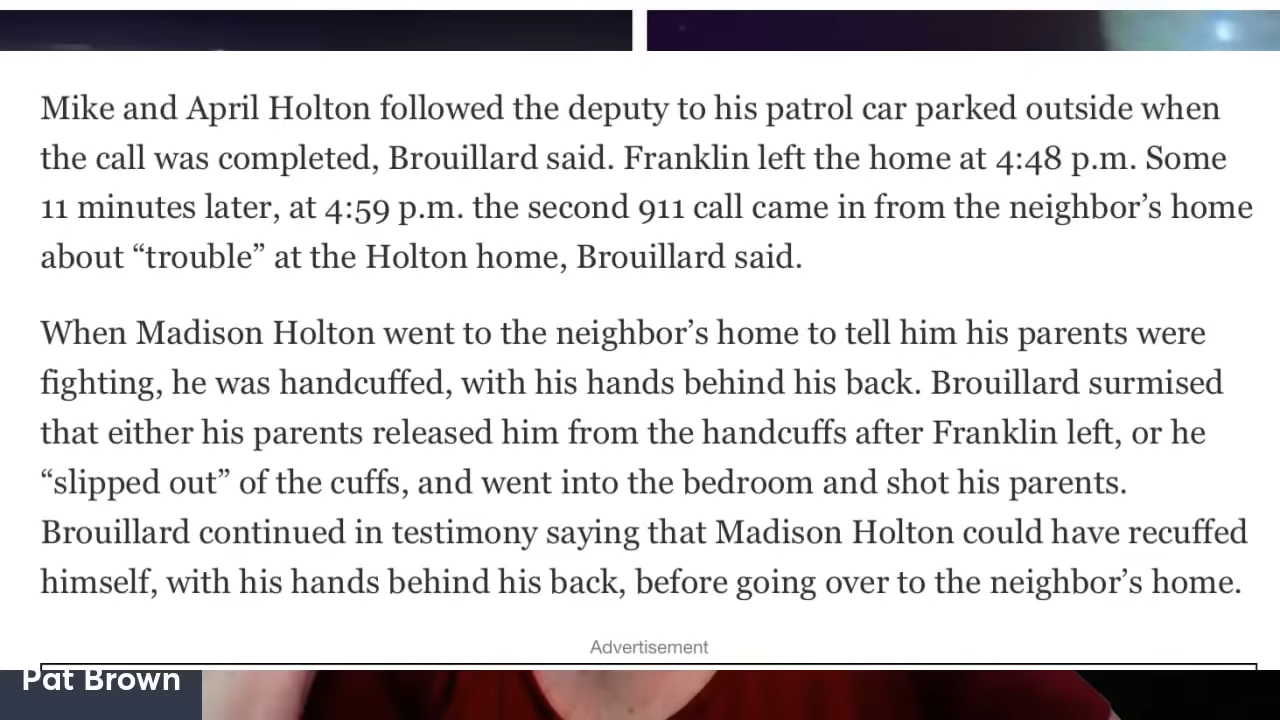 Mike and April Holton followed the deputy to his patrol car parked outside when
the call was completed, Brouillard said. Franklin left the home at 4:48 p.m. Some
11 minutes later, at 4:59 p.m. the second 911 call came in from the neighbor’s home
about “trouble” at the Holton home, Brouillard said.
When Madison Holton went to the neighbor’s home to tell him his parents were
fighting, he was handcuffed, with his hands behind his back. Brouillard surmised
that either his parents released him from the handcuffs after Franklin left, or he
“slipped out” of the cuffs, and went into the bedroom and shot his parents.
Brouillard continued in testimony saying that Madison Holton could have recuffed
himself, with his hands behind his back, before going over to the neighbor’s home.
Advertisement
Pat Brown